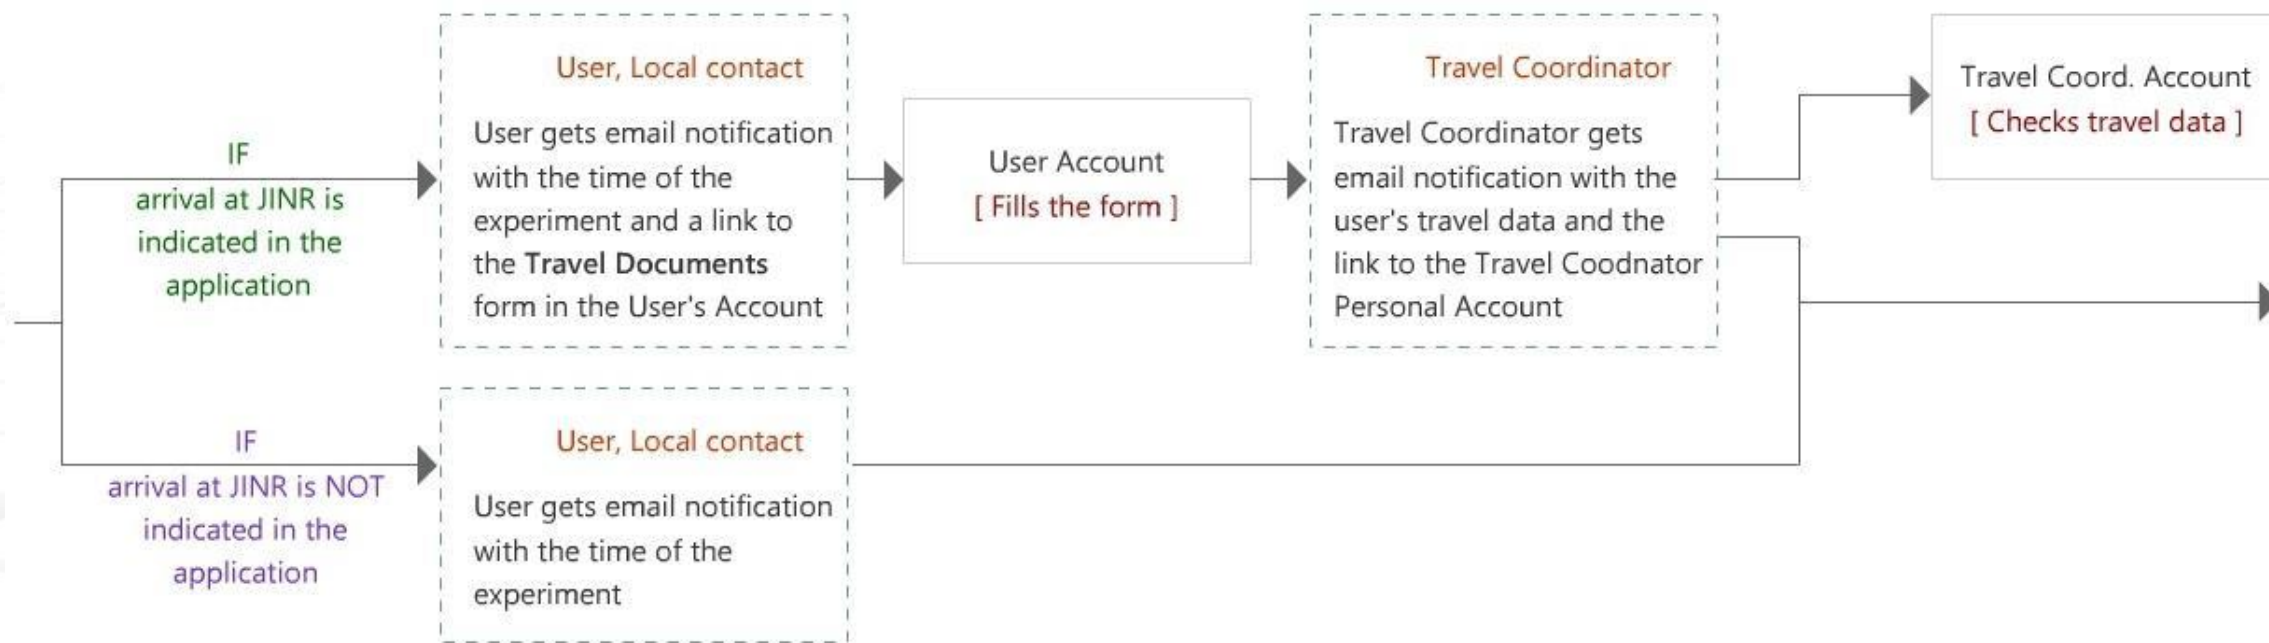 IF
arrival at JINR is
indicated in the
application
User, Local contact
User gets email notification
with the time of the
experiment and a link to
the Travel Documents
form in the User's Account
User Account
[ Fills the form ]
Travel Coordinator
Travel Coordinator gets
email notification with the
user's travel data and the
link to the Travel Coodnator
Personal Account
Travel Coord. Account
[ Checks travel data ]
IF
arrival at JINR is NOT
indicated in the
application
User, Local contact
User gets email notification
with the time of the
experiment